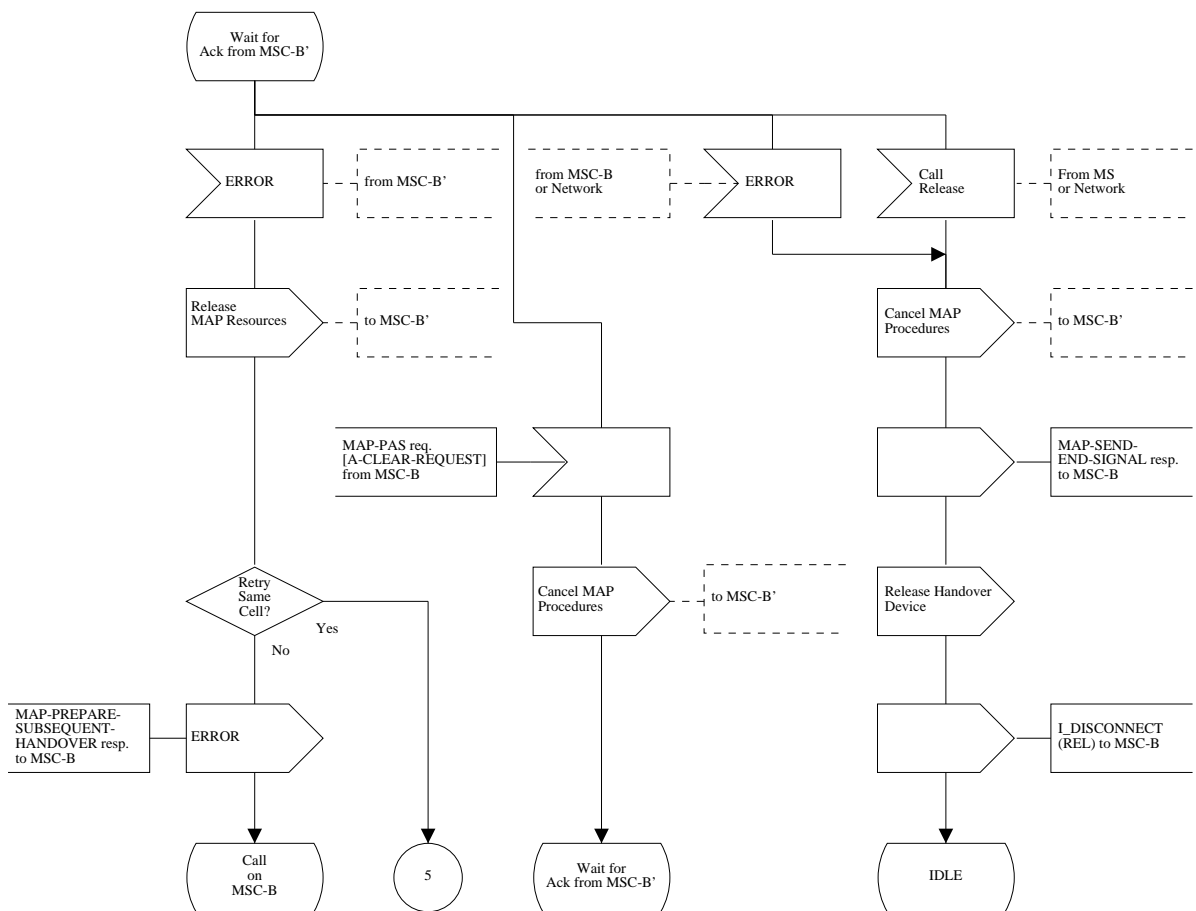 Wait for
Ack from MSC-B’
ERROR
from MSC-B’
from MSC-B
or Network
ERROR
Call
Release
From MS
or Network
Release
MAP Resources
to MSC-B’
Cancel MAP
Procedures
to MSC-B’
MAP-PAS req.
[A-CLEAR-REQUEST]
from MSC-B
MAP-SEND-
END-SIGNAL resp.
to MSC-B
Retry
Same
Cell?
Yes
No
Cancel MAP
Procedures
to MSC-B’
Release Handover
Device
MAP-PREPARE-
SUBSEQUENT-
HANDOVER resp.
to MSC-B
ERROR
I_DISCONNECT
(REL) to MSC-B
Call
on
MSC-B
5
Wait for
Ack from MSC-B’
IDLE